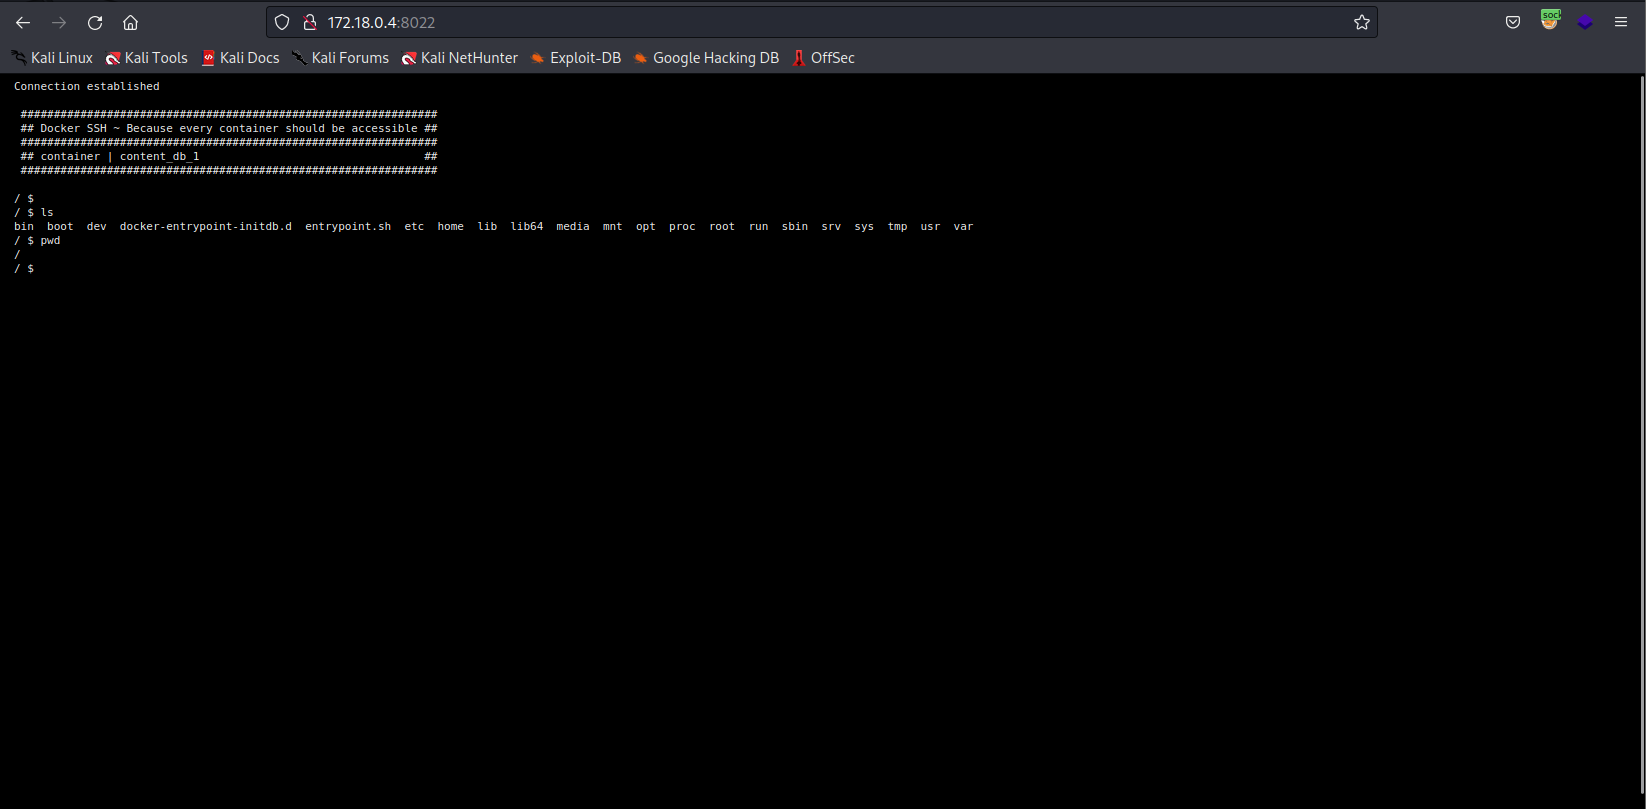 172.18.0.4:8022
sock
Kali Linux Kali Tools Kali Docs Kali Forums Kali NetHunter Exploit-DB Google Hacking DB OffSec
Connection established
###############################################################
## Docker SSH ~ Because every container should be accessible ##
###############################################################
## container | content_db_1                                  ##
###############################################################
/ $
/ $ ls
bin  boot  dev  docker-entrypoint-initdb.d  entrypoint.sh  etc  home  lib  lib64  media  mnt  opt  proc  root  run  sbin  srv  sys  tmp  usr  var
/ $ pwd
/
/ $